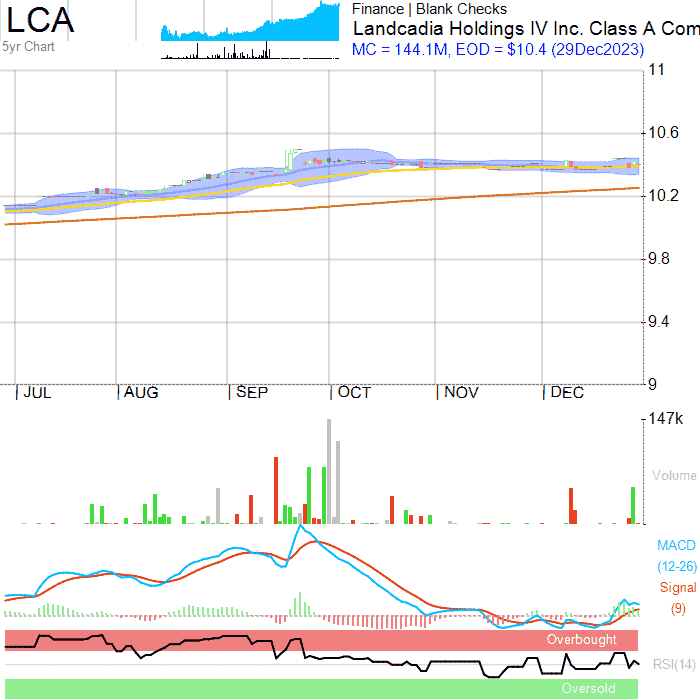 LCA
5yr Chart
Finance | Blank Checks
Landcadia Holdings IV Inc. Class A Com
MC = 144.1M, EOD = $10.4 (29Dec2023)
11
10.6
10.2
9.8
9.4
9
JUL AUG SEP OCT NOV DEC
147k
Volume
MACD
(12-26)
Signal
(9)
Overbought
RSI(14)
Oversold